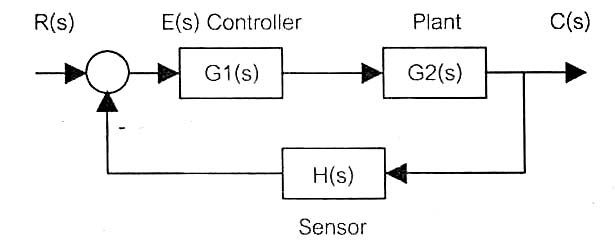 R(s) E(s) Controller Plant C(s)
G1(s) G2(s)
-
H(s)
Sensor